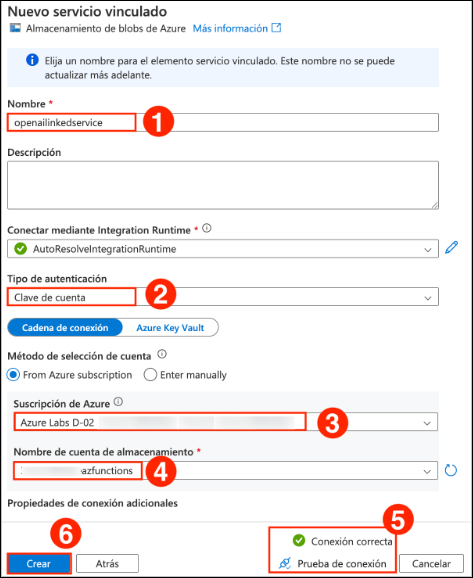 Nuevo servicio vinculado
Almacenamiento de blobs de Azure Más información
Elija un nombre para el elemento servicio vinculado. Este nombre no se puede
actualizar más adelante.
Nombre *
openailinkedservice
1
Descripción
Conectar mediante Integration Runtime *
AutoResolveIntegrationRuntime
Tipo de autenticación
Clave de cuenta
2
Cadena de conexión Azure Key Vault
Método de selección de cuenta
From Azure subscription Enter manually
Suscripción de Azure
Azure Labs D-02
3
Nombre de cuenta de almacenamiento *
azfunctions
4
Propiedades de conexión adicionales
5
6
Conexión correcta
Crear Atrás Prueba de conexión Cancelar